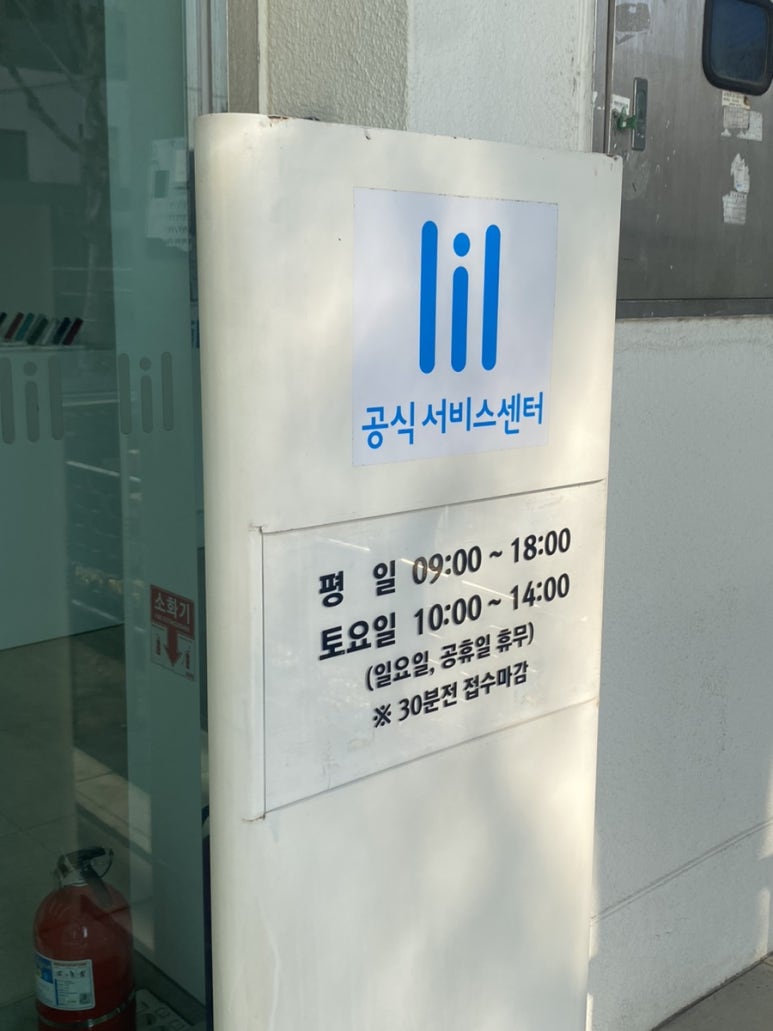 lil
공식 서비스센터
평 일 09:00 ~ 18:00
토요일 10:00 ~ 14:00
(일요일, 공휴일 휴무)
※ 30분전 접수마감
lil lil
소화기